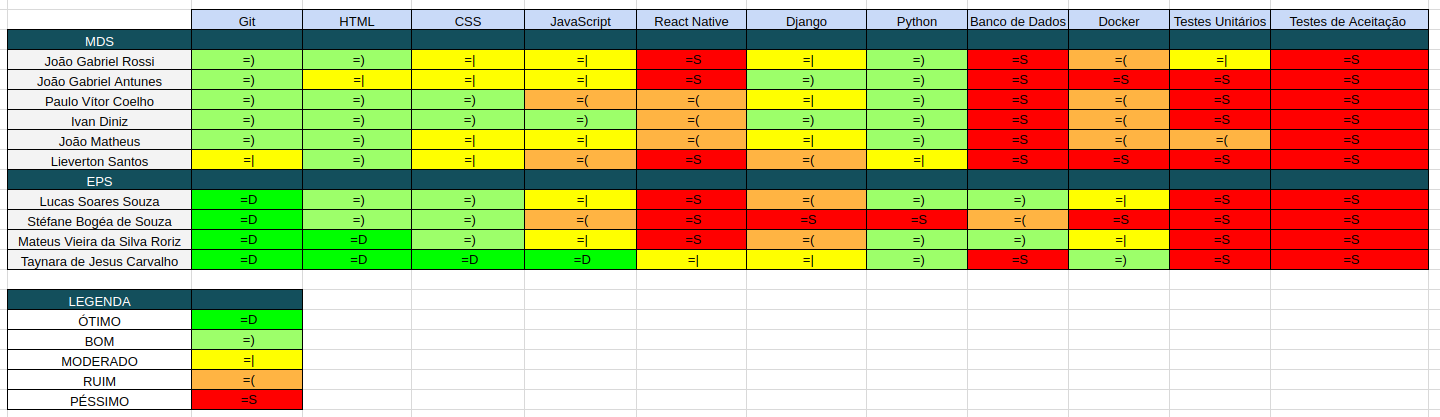 Git HTML CSS JavaScript React Native Django Python Banco de Dados Docker Testes Unitários Testes de Aceitação
MDS
João Gabriel Rossi =) =) =| =| =S =| =) =S =( =| =S
João Gabriel Antunes =) =| =| =| =S =) =) =S =S =S =S
Paulo Vítor Coelho =) =) =) =( =( =| =) =S =( =S =S
Ivan Diniz =) =) =) =) =( =) =) =S =( =S =S
João Matheus =) =) =| =| =( =| =) =S =( =( =S
Lieverton Santos =| =) =| =( =S =( =| =S =S =S =S
EPS
Lucas Soares Souza =D =) =) =| =S =( =) =) =| =S =S
Stéfane Bogéa de Souza =D =) =) =( =S =S =S =( =S =S =S
Mateus Vieira da Silva Roriz =D =D =) =| =S =( =) =) =| =S =S
Taynara de Jesus Carvalho =D =D =D =D =| =| =) =S =) =S =S
LEGENDA
ÓTIMO =D
BOM =)
MODERADO =|
RUIM =(
PÉSSIMO =S